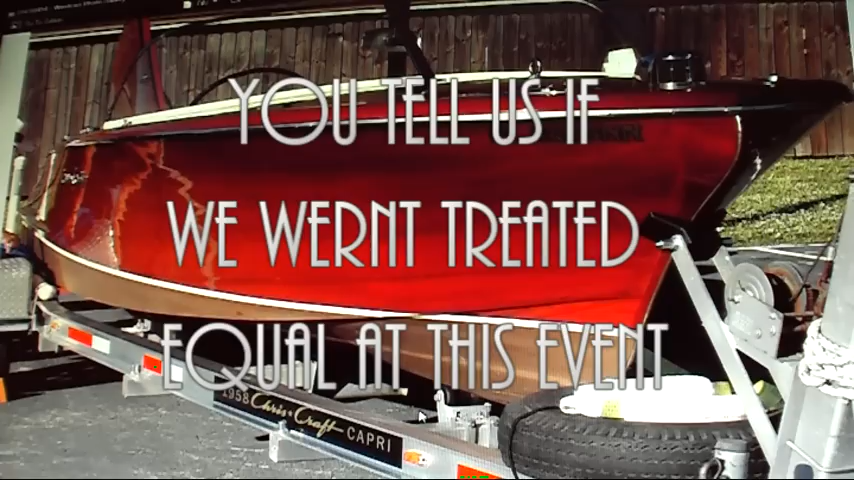 YOU TELL US IF
WE WERNT TREATED
EQUAL AT THIS EVENT
1958 Chris Craft CAPRI